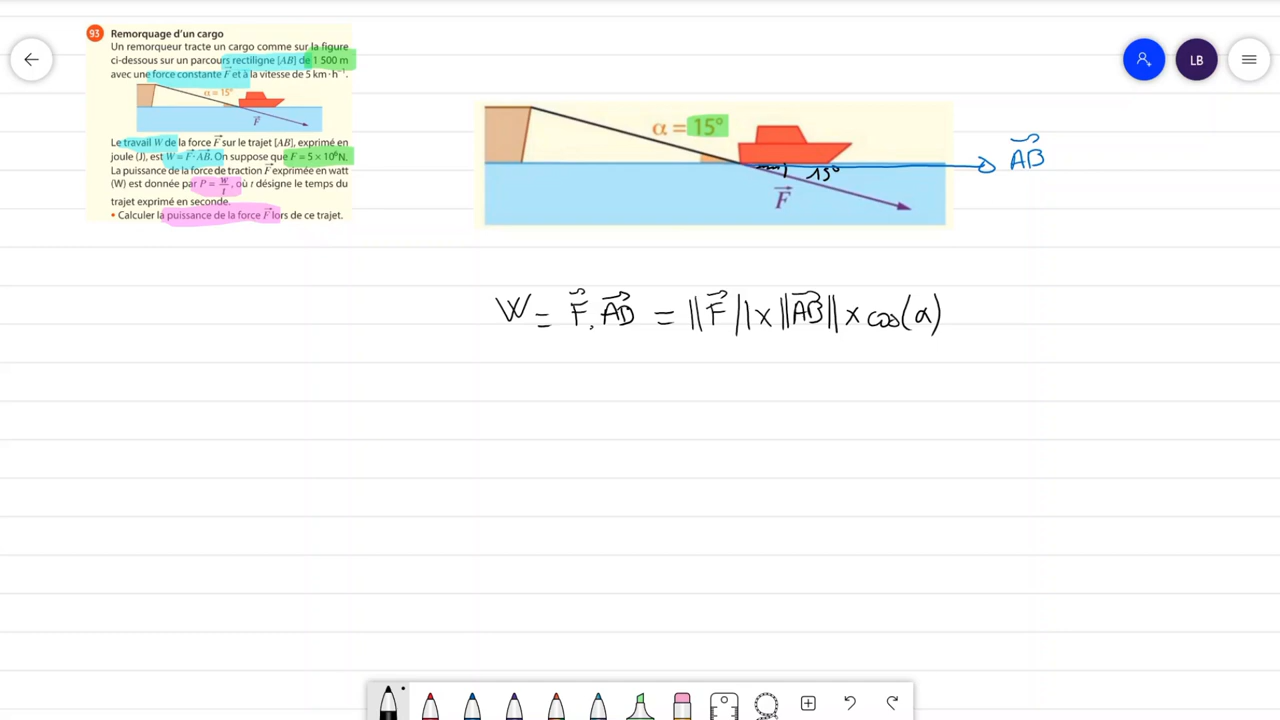 93 Remorquage d'un cargo
Un remorqueur tracte un cargo comme sur la figure
ci-dessous sur un parcours rectiligne [AB] de 1 500 m
avec une force constante F⃗ et à la vitesse de 5 km·h⁻¹.
α = 15°
F⃗
Le travail W de la force F⃗ sur le trajet [AB], exprimé en
joule (J), est W = F⃗·AB⃗. On suppose que F = 5 × 10⁶ N.
La puissance de la force de traction F⃗ exprimée en watt
(W) est donnée par P = W/t, où t désigne le temps du
trajet exprimé en seconde.
• Calculer la puissance de la force F⃗ lors de ce trajet.
α = 15°
15°
F⃗
AB⃗
W = F⃗.AB⃗ = ||F⃗|| × ||AB⃗|| × cos(α)
LB